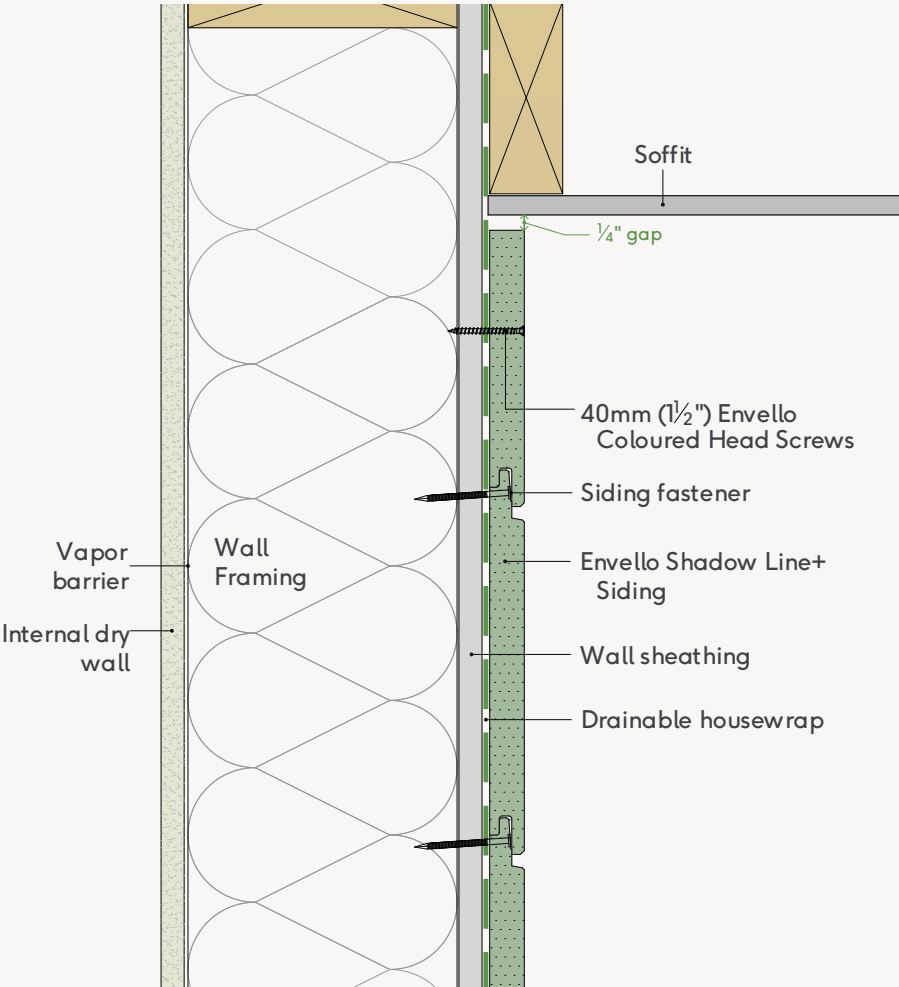 Soffit
¼" gap
40mm (1½") Envello
Coloured Head Screws
Siding fastener
Envello Shadow Line+
Siding
Wall sheathing
Drainable housewrap
Wall
Framing
Vapor
barrier
Internal dry
wall